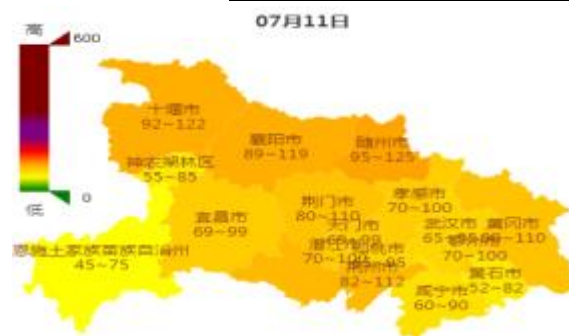 07月11日
高
600
0
低
十堰市
92~122
襄阳市
89~119
随州市
95~125
神农架林区
55~85
荆门市
80~110
孝感市
70~100
宜昌市
69~99
天门市
武汉市
黄冈市
恩施土家族苗族自治州
45~75
70~100
70~100
82~112
黄石市
52~82
咸宁市
60~90